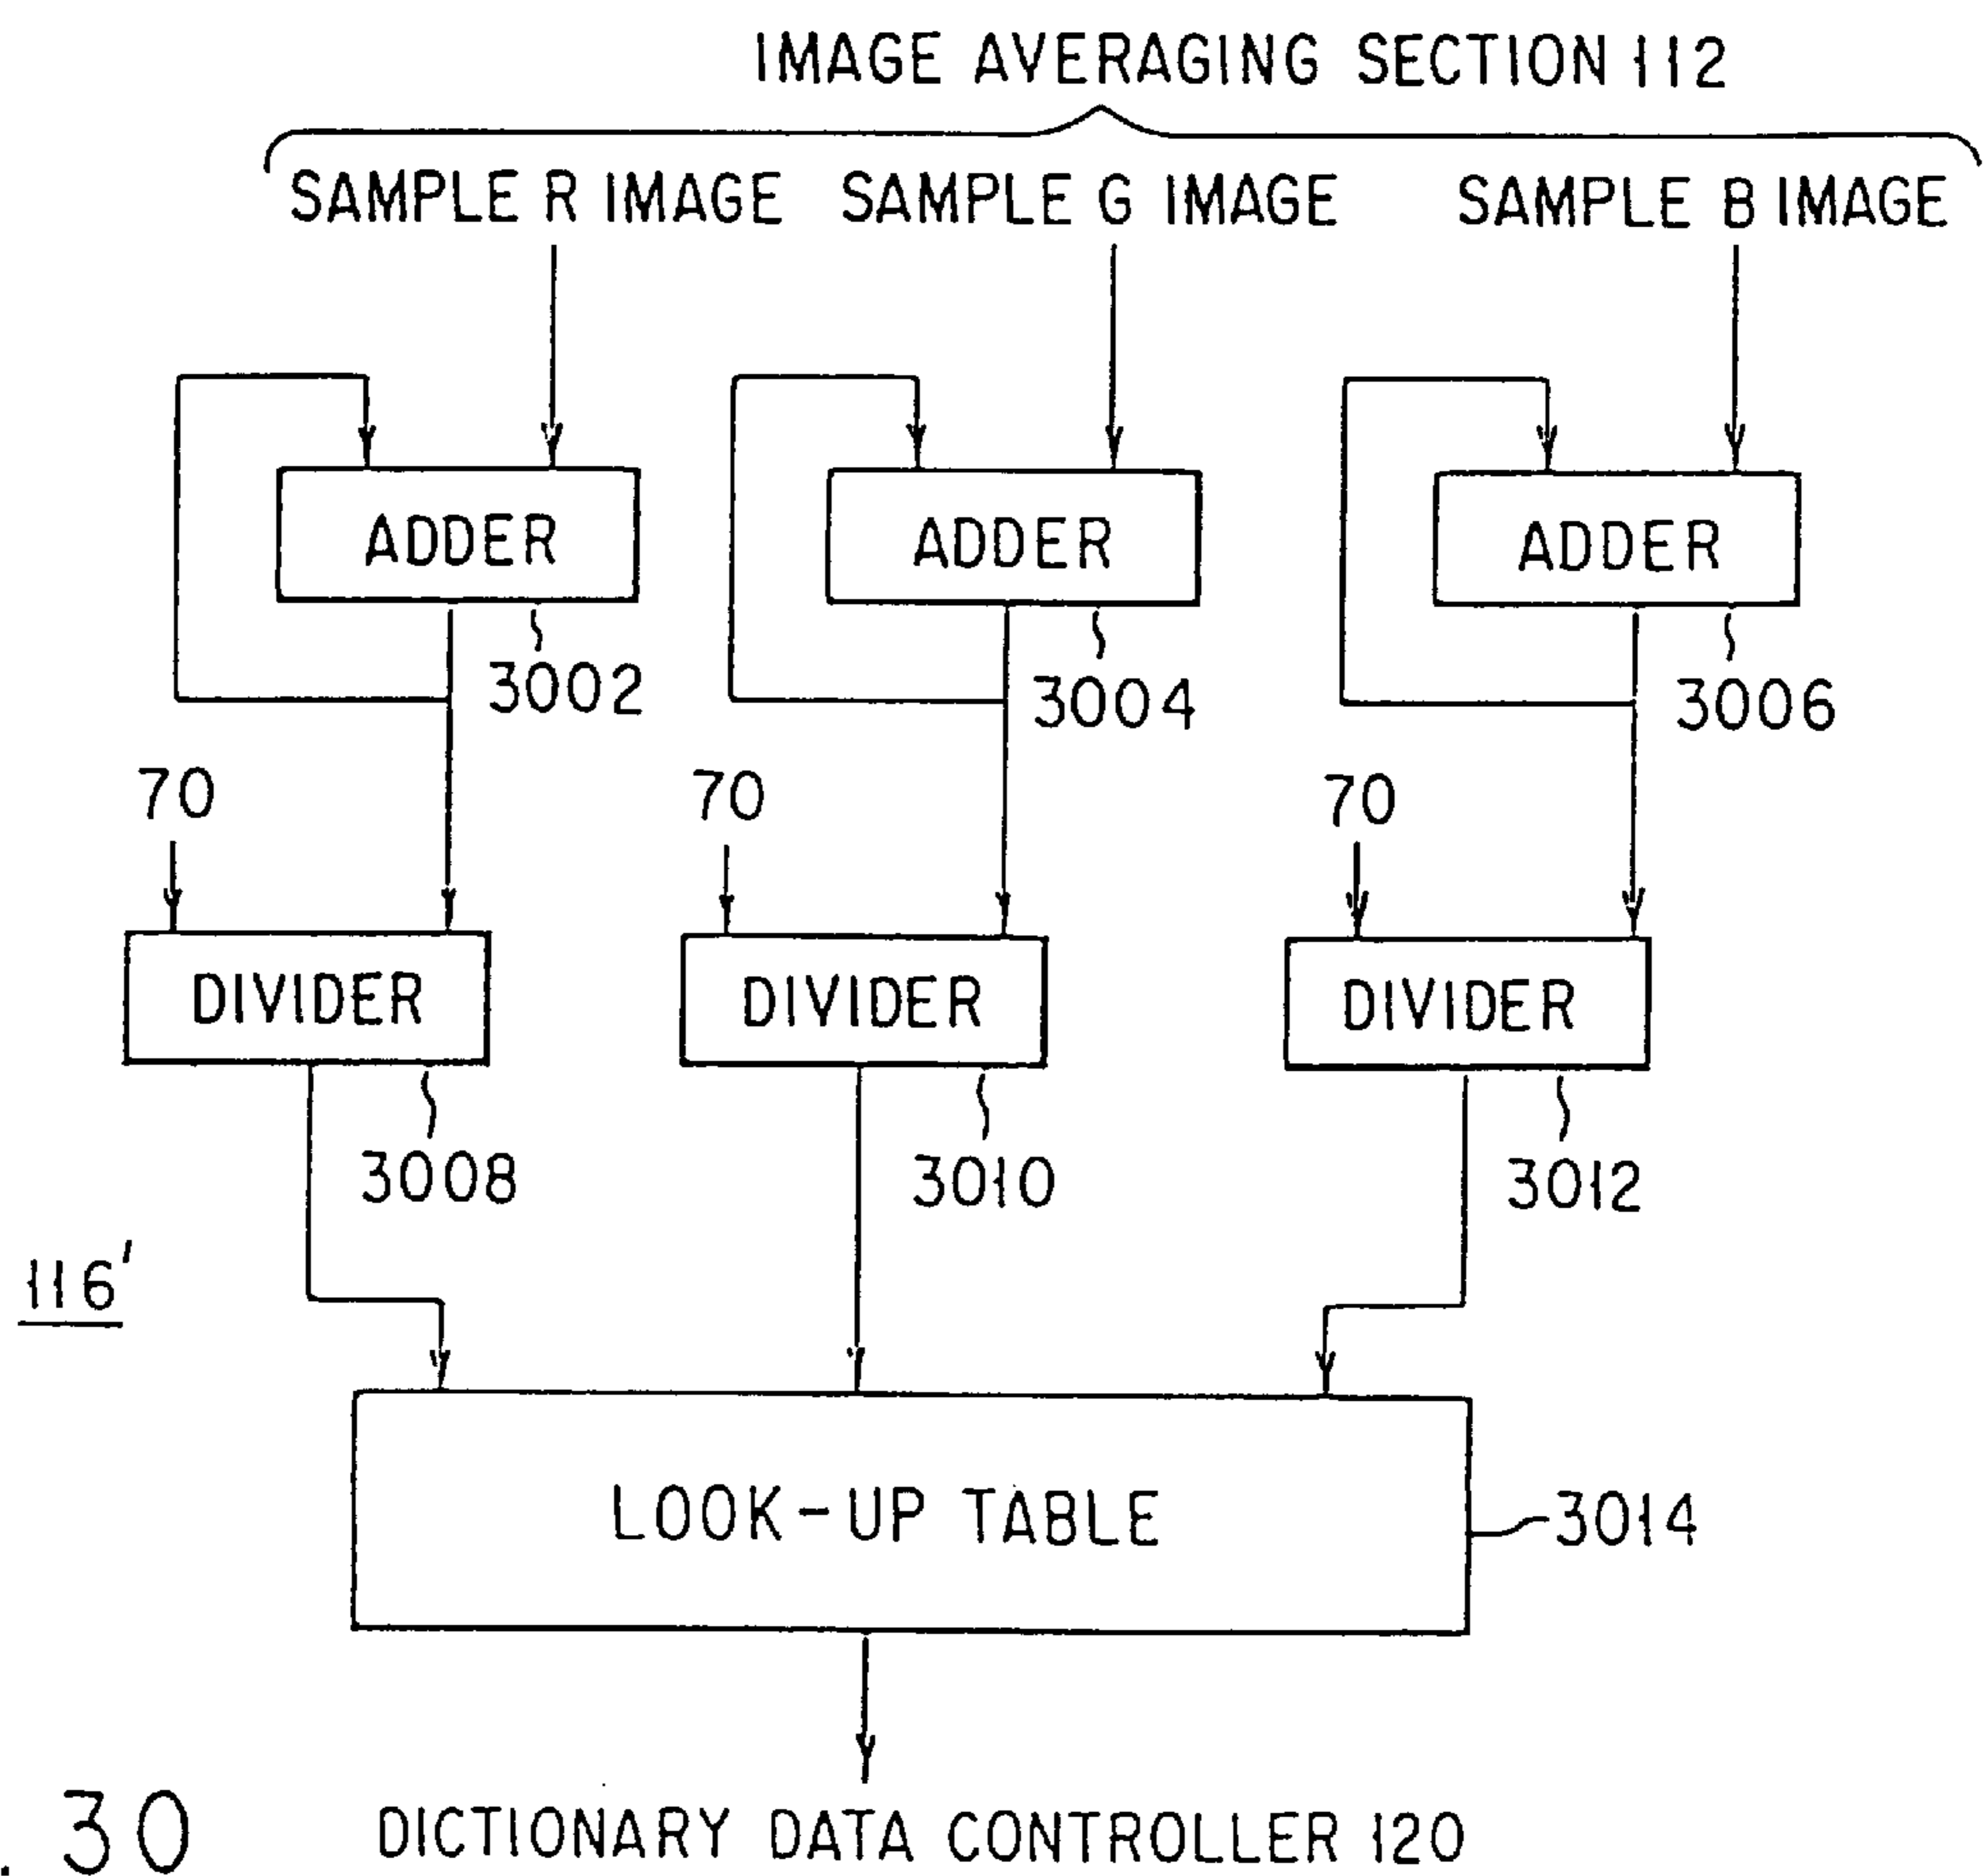 IMAGE AVERAGING SECTION 112
SAMPLE R IMAGE SAMPLE G IMAGE SAMPLE B IMAGE
ADDER ADDER ADDER
3002 3004 3006
70 70 70
DIVIDER DIVIDER DIVIDER
3008 3010 3012
116'
LOOK-UP TABLE 3014
. 30 DICTIONARY DATA CONTROLLER 120